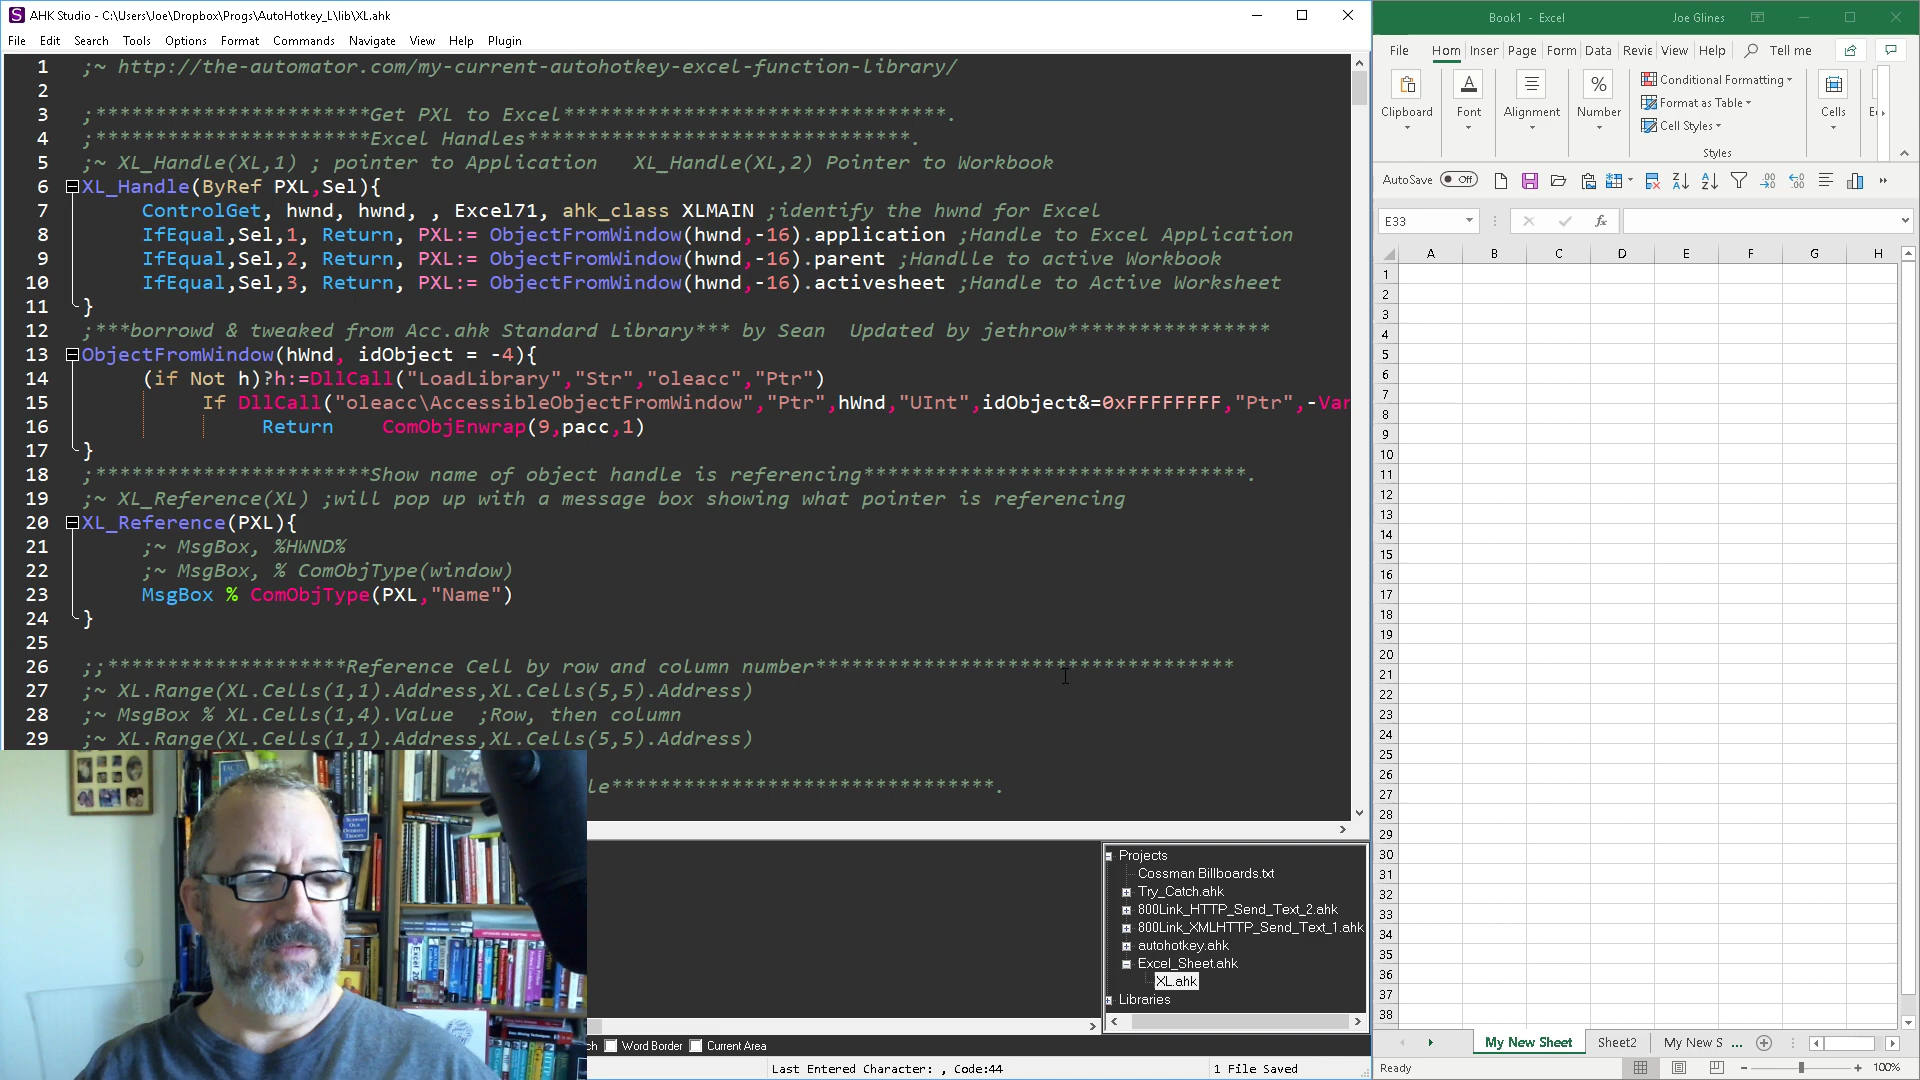 AHK Studio - C:\Users\Joe\Dropbox\Progs\AutoHotkey_L\lib\XL.ahk
File Edit Search Tools Options Format Commands Navigate View Help Plugin
1 ;~ http://the-automator.com/my-current-autohotkey-excel-function-library/
2
3 ;***********************Get PXL to Excel********************************.
4 ;***********************Excel Handles********************************.
5 ;~ XL_Handle(XL,1) ; pointer to Application   XL_Handle(XL,2) Pointer to Workbook
6 XL_Handle(ByRef PXL,Sel){
7 ControlGet, hwnd, hwnd, , Excel71, ahk_class XLMAIN ;identify the hwnd for Excel
8 IfEqual,Sel,1, Return, PXL:= ObjectFromWindow(hwnd,-16).application ;Handle to Excel Application
9 IfEqual,Sel,2, Return, PXL:= ObjectFromWindow(hwnd,-16).parent ;Handlle to active Workbook
10 IfEqual,Sel,3, Return, PXL:= ObjectFromWindow(hwnd,-16).activesheet ;Handle to Active Worksheet
11 }
12 ;***borrowd & tweaked from Acc.ahk Standard Library*** by Sean  Updated by jethrow*****************
13 ObjectFromWindow(hWnd, idObject = -4){
14 (if Not h)?h:=DllCall("LoadLibrary","Str","oleacc","Ptr")
15 If DllCall("oleacc\AccessibleObjectFromWindow","Ptr",hWnd,"UInt",idObject&=0xFFFFFFFF,"Ptr",-Var
16 Return    ComObjEnwrap(9,pacc,1)
17 }
18 ;***********************Show name of object handle is referencing********************************.
19 ;~ XL_Reference(XL) ;will pop up with a message box showing what pointer is referencing
20 XL_Reference(PXL){
21 ;~ MsgBox, %HWND%
22 ;~ MsgBox, % ComObjType(window)
23 MsgBox % ComObjType(PXL,"Name")
24 }
25
26 ;;********************Reference Cell by row and column number***********************************
27 ;~ XL.Range(XL.Cells(1,1).Address,XL.Cells(5,5).Address)
28 ;~ MsgBox % XL.Cells(1,4).Value  ;Row, then column
29 ;~ XL.Range(XL.Cells(1,1).Address,XL.Cells(5,5).Address)
le********************************.
Projects
Cossman Billboards.txt
Try_Catch.ahk
800Link_HTTP_Send_Text_2.ahk
800Link_XMLHTTP_Send_Text_1.ahk
autohotkey.ahk
Excel_Sheet.ahk
XL.ahk
Libraries
ch Word Border Current Area
Last Entered Character: , Code:44 1 File Saved
Book1 - Excel Joe Glines
File Hom Inser Page Form Data Revie View Help Tell me
Clipboard Font Alignment Number
Conditional Formatting
Format as Table
Cell Styles
Styles
Cells
AutoSave Off
E33 fx
A B C D E F G H
1
2
3
4
5
6
7
8
9
10
11
12
13
14
15
16
17
18
19
20
21
22
23
24
25
26
27
28
29
30
31
32
33
34
35
36
37
38
My New Sheet Sheet2 My New S ...
Ready 100%